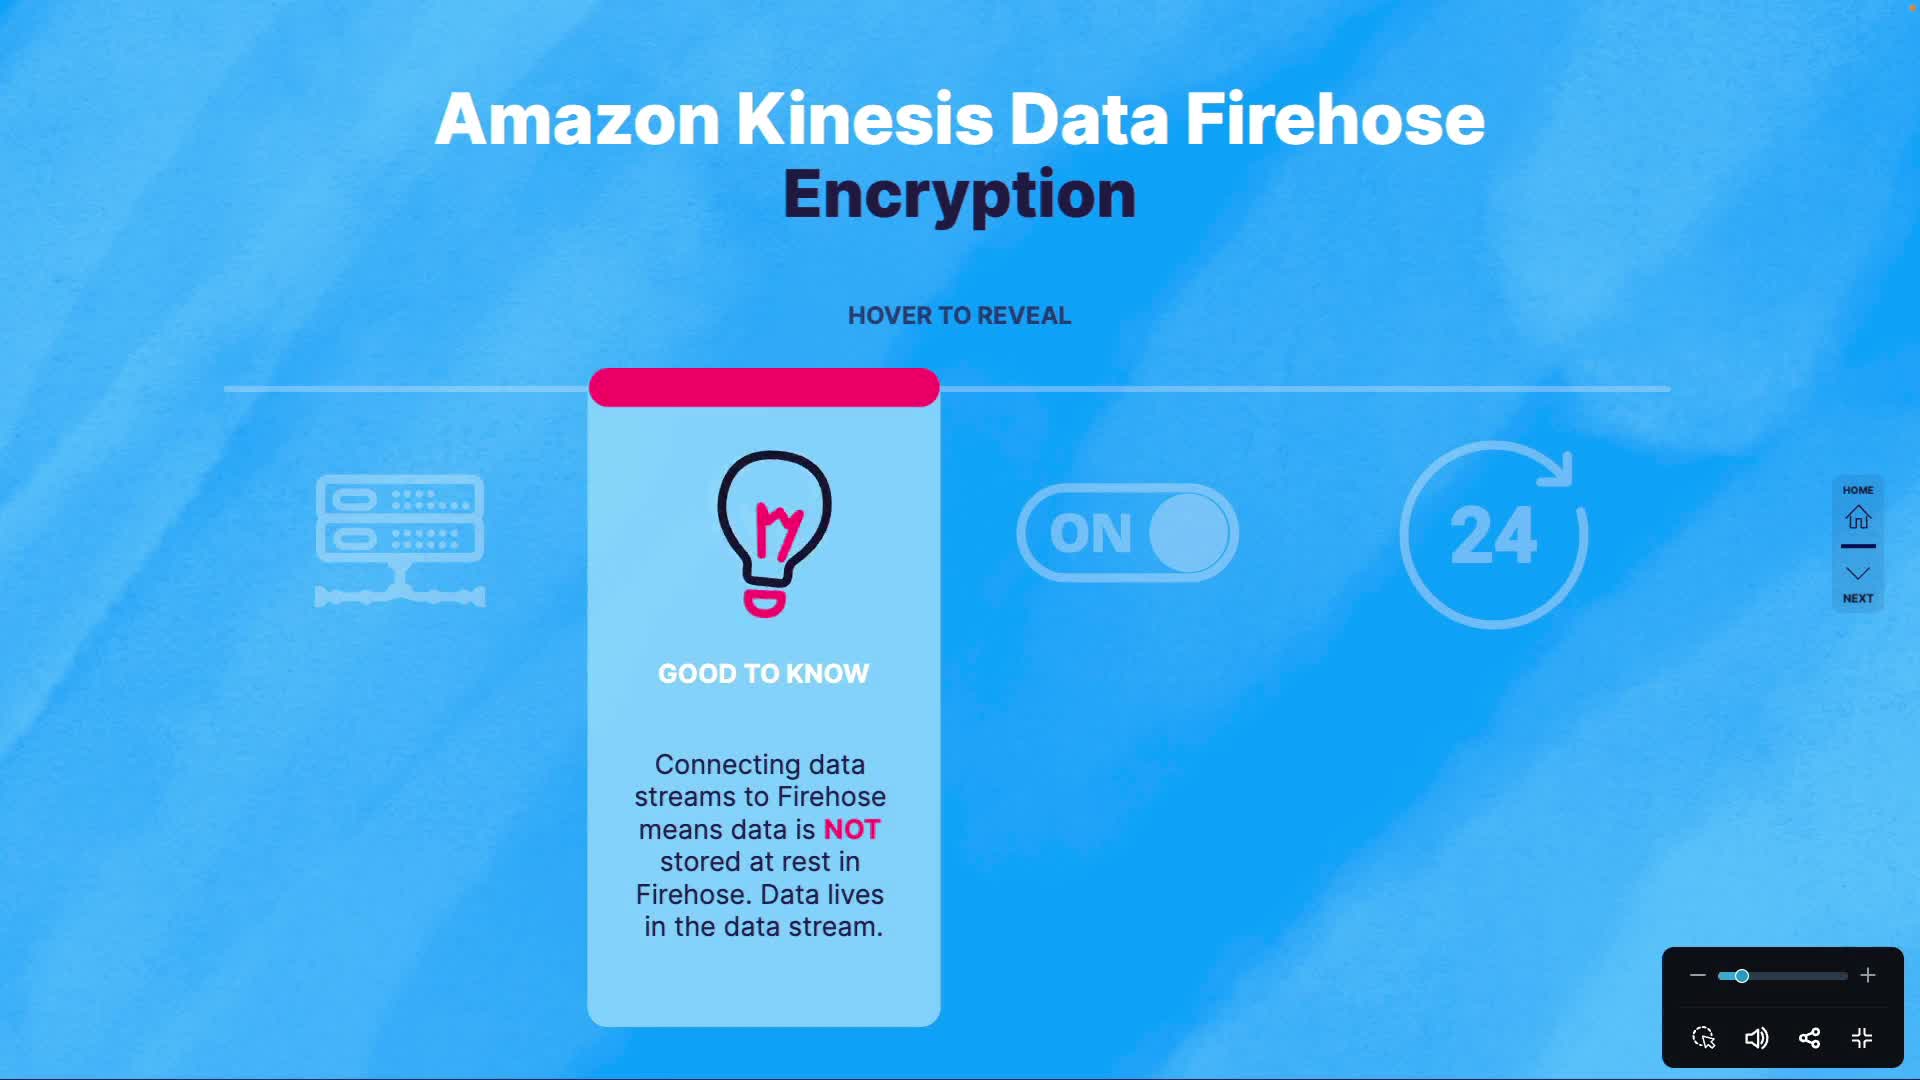 Amazon Kinesis Data Firehose
Encryption
HOVER TO REVEAL
ON
24
GOOD TO KNOW
Connecting data
streams to Firehose
means data is NOT
stored at rest in
Firehose. Data lives
in the data stream.
HOME
NEXT